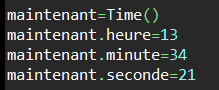 maintenant=Time()
maintenant.heure=13
maintenant.minute=34
maintenant.seconde=21